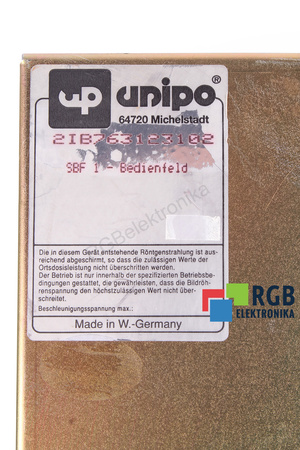 up unipo®
64720 Michelstadt
2IB763123102
SBF 1 - Bedienfeld
RGBelektronika
Die in diesem Gerät entstehende Röntgenstrahlung ist aus-
reichend abgeschirmt, so dass die zulässigen Werte der
Ortsdosisleistung nicht überschritten werden.
Der Betrieb ist nur innerhalb der spezifizierten Betriebsbe-
dingungen gestattet, die gewährleisten, dass die Bildröh-
renspannung den höchstzulässigen Wert nicht über-
schreitet.
Beschleunigungsspannung max.:
RGB
ELEKTRONIKA
Made in W.-Germany